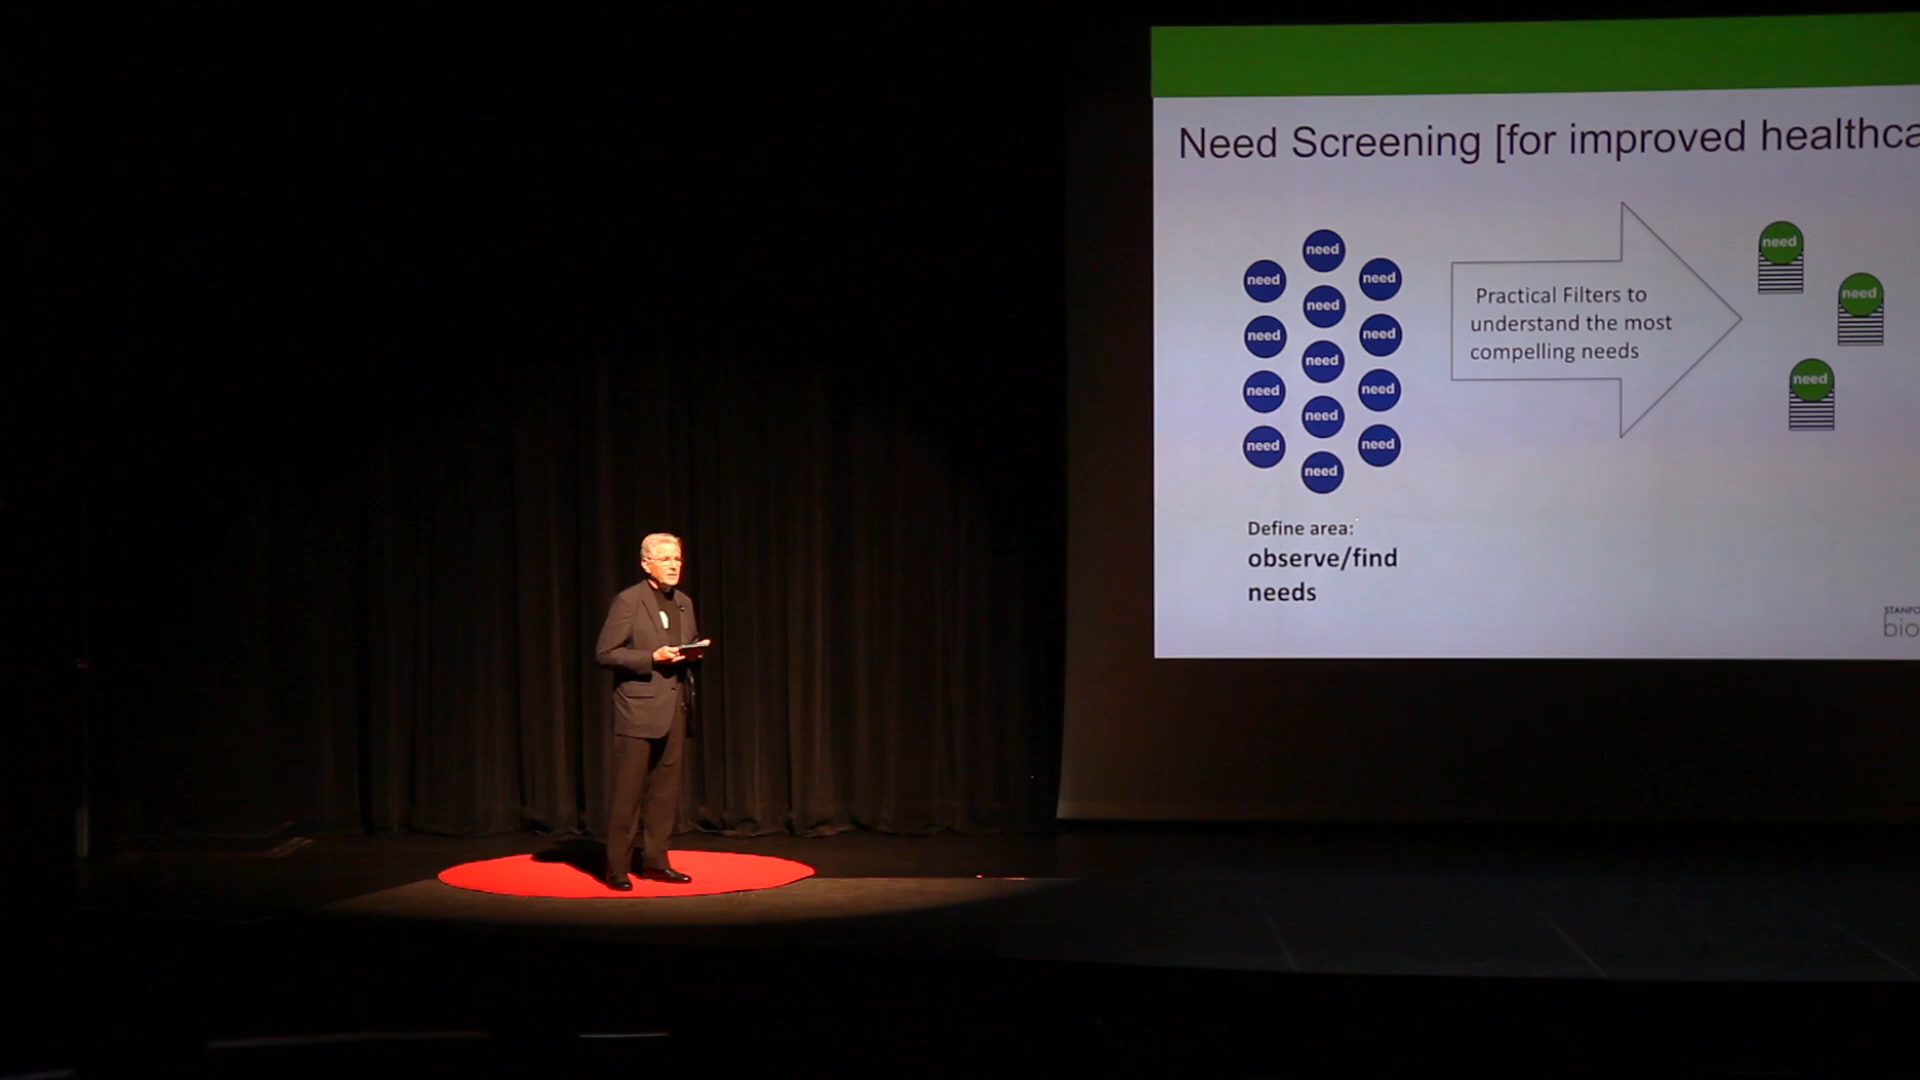 Need Screening [for improved healthca
need
need
need
need
need
need
need
need
need
need
need
need
need
Practical Filters to
understand the most
compelling needs
need
need
need
Define area:
observe/find
needs
STANFO
bio